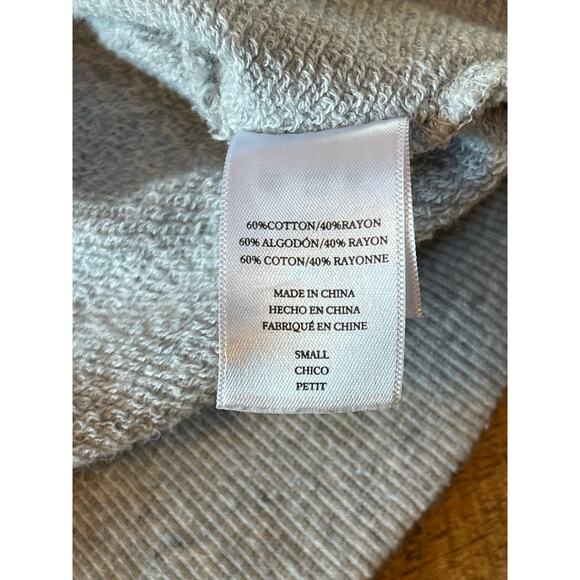 60%COTTON/40%RAYON
60% ALGODÓN/40% RAYON
60% COTON/40% RAYONNE
MADE IN CHINA
HECHO EN CHINA
FABRIQUÉ EN CHINE
SMALL
CHICO
PETIT